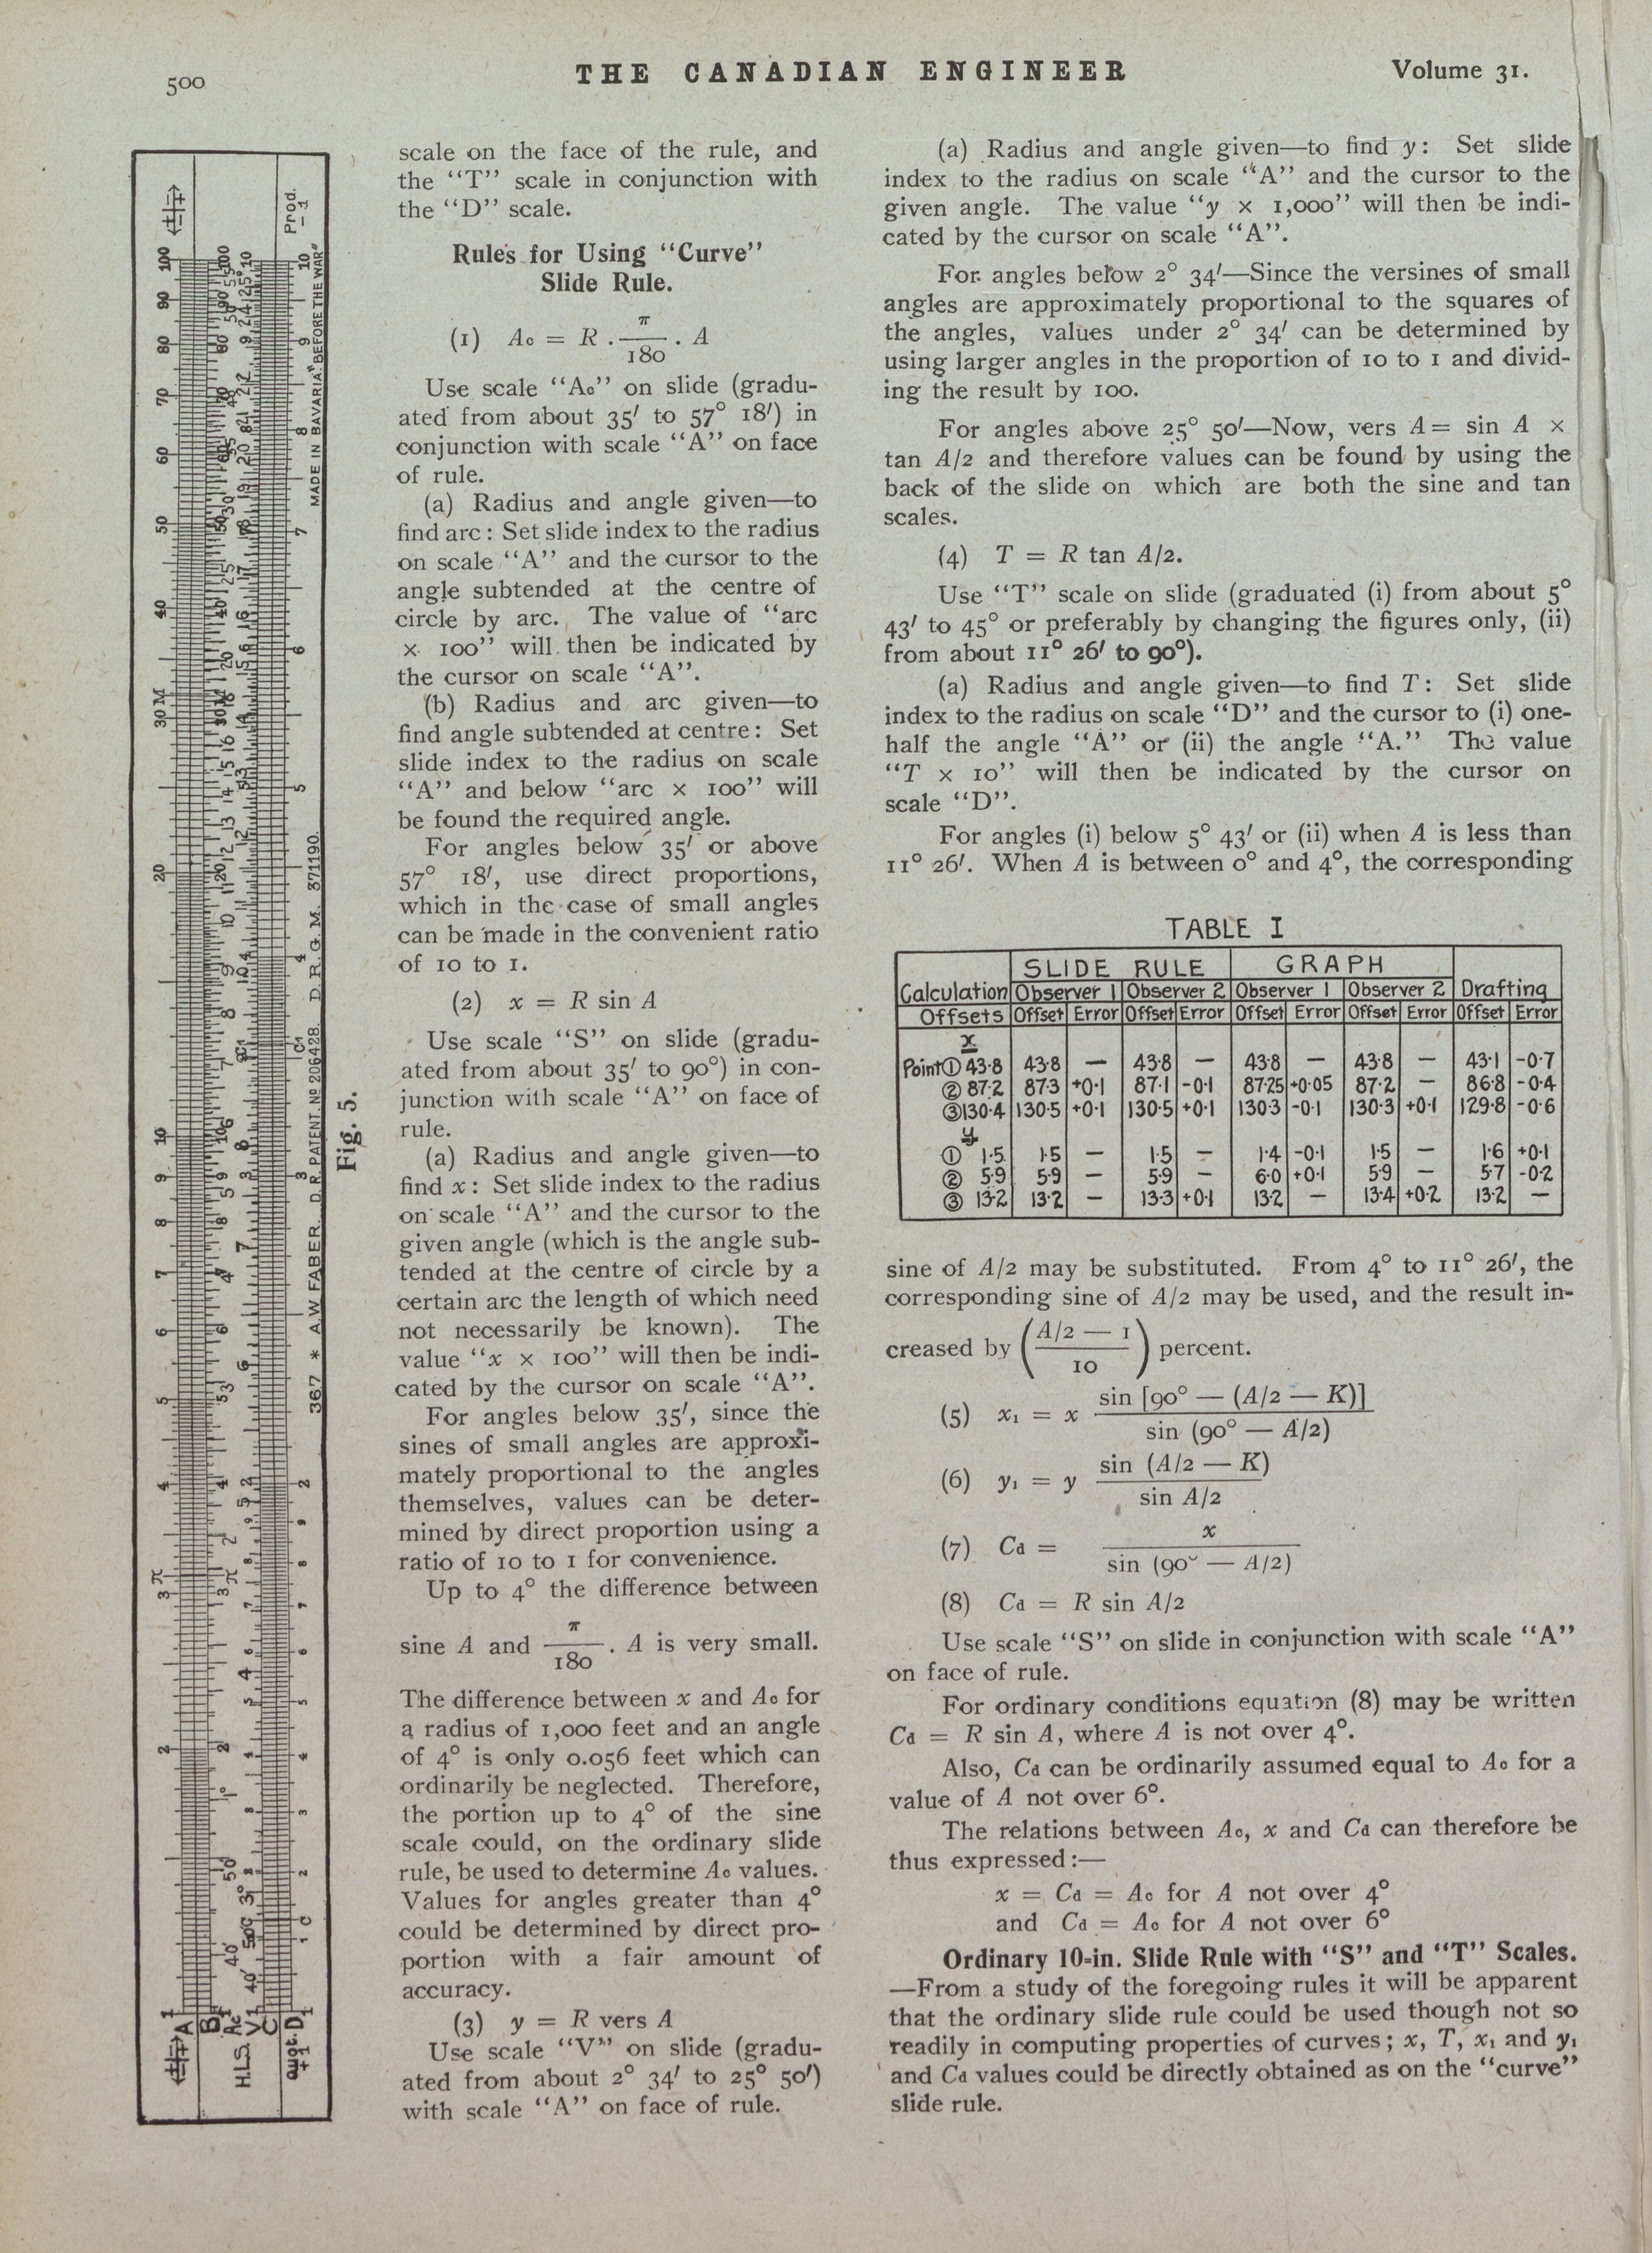 500
THE CANADIAN ENGINEER
Volume 31.
scale on the face of the rule, and
the "T" scale in conjunction with
the "D" scale.
Rules for Using "Curve"
Slide Rule.
(1) Ac = R . π/180 . A
Use scale "Ac" on slide (gradu-
ated from about 35′ to 57° 18′) in
conjunction with scale "A" on face
of rule.
(a) Radius and angle given—to
find arc: Set slide index to the radius
on scale "A" and the cursor to the
angle subtended at the centre of
circle by arc. The value of "arc
× 100" will then be indicated by
the cursor on scale "A".
(b) Radius and arc given—to
find angle subtended at centre: Set
slide index to the radius on scale
"A" and below "arc × 100" will
be found the required angle.
For angles below 35′ or above
57° 18′, use direct proportions,
which in the case of small angles
can be made in the convenient ratio
of 10 to 1.
(2) x = R sin A
Use scale "S" on slide (gradu-
ated from about 35′ to 90°) in con-
junction with scale "A" on face of
rule.
(a) Radius and angle given—to
find x: Set slide index to the radius
on scale "A" and the cursor to the
given angle (which is the angle sub-
tended at the centre of circle by a
certain arc the length of which need
not necessarily be known). The
value "x × 100" will then be indi-
cated by the cursor on scale "A".
For angles below 35′, since the
sines of small angles are approxi-
mately proportional to the angles
themselves, values can be deter-
mined by direct proportion using a
ratio of 10 to 1 for convenience.
Up to 4° the difference between
sine A and π/180 . A is very small.
The difference between x and Ac for
a radius of 1,000 feet and an angle
of 4° is only 0.056 feet which can
ordinarily be neglected. Therefore,
the portion up to 4° of the sine
scale could, on the ordinary slide
rule, be used to determine Ac values.
Values for angles greater than 4°
could be determined by direct pro-
portion with a fair amount of
accuracy.
(3) y = R vers A
Use scale "V" on slide (gradu-
ated from about 2° 34′ to 25° 50′)
with scale "A" on face of rule.
(a) Radius and angle given—to find y: Set slide
index to the radius on scale "A" and the cursor to the
given angle. The value "y × 1,000" will then be indi-
cated by the cursor on scale "A".
For angles below 2° 34′—Since the versines of small
angles are approximately proportional to the squares of
the angles, values under 2° 34′ can be determined by
using larger angles in the proportion of 10 to 1 and divid-
ing the result by 100.
For angles above 25° 50′—Now, vers A = sin A ×
tan A/2 and therefore values can be found by using the
back of the slide on which are both the sine and tan
scales.
(4) T = R tan A/2.
Use "T" scale on slide (graduated (i) from about 5°
43′ to 45° or preferably by changing the figures only, (ii)
from about 11° 26′ to 90°).
(a) Radius and angle given—to find T: Set slide
index to the radius on scale "D" and the cursor to (i) one-
half the angle "A" or (ii) the angle "A." The value
"T × 10" will then be indicated by the cursor on
scale "D".
For angles (i) below 5° 43′ or (ii) when A is less than
11° 26′. When A is between 0° and 4°, the corresponding
TABLE I
SLIDE RULE GRAPH
Calculation Observer 1 Observer 2 Observer 1 Observer 2 Drafting
Offsets Offset Error Offset Error Offset Error Offset Error Offset Error
x
Point ① 43·8 43·8 — 43·8 — 43·8 — 43·8 — 43·1 -0·7
② 87·2 87·3 +0·1 87·1 -0·1 87·25 +0·05 87·2 — 86·8 -0·4
③ 130·4 130·5 +0·1 130·5 +0·1 130·3 -0·1 130·3 +0·1 129·8 -0·6
y
① 1·5 1·5 — 1·5 — 1·4 -0·1 1·5 — 1·6 +0·1
② 5·9 5·9 — 5·9 — 6·0 +0·1 5·9 — 5·7 -0·2
③ 13·2 13·2 — 13·3 +0·1 13·2 — 13·4 +0·2 13·2 —
sine of A/2 may be substituted. From 4° to 11° 26′, the
corresponding sine of A/2 may be used, and the result in-
creased by ((A/2 — 1)/10) percent.
(5) x₁ = x sin [90° — (A/2 — K)] / sin (90° — A/2)
(6) y₁ = y sin (A/2 — K) / sin A/2
(7) Cd = x / sin (90° — A/2)
(8) Cd = R sin A/2
Use scale "S" on slide in conjunction with scale "A"
on face of rule.
For ordinary conditions equation (8) may be written
Cd = R sin A, where A is not over 4°.
Also, Cd can be ordinarily assumed equal to Ac for a
value of A not over 6°.
The relations between Ac, x and Cd can therefore be
thus expressed:—
x = Cd = Ac for A not over 4°
and Cd = Ac for A not over 6°
Ordinary 10-in. Slide Rule with "S" and "T" Scales.
—From a study of the foregoing rules it will be apparent
that the ordinary slide rule could be used though not so
readily in computing properties of curves; x, T, x₁ and y₁
and Cd values could be directly obtained as on the "curve"
slide rule.
Fig. 5.
367 * A.W. FABER. D.R. PATENT. Nº 206428. D.R.G.M. 371190.
MADE IN BAVARIA. "BEFORE THE WAR"
Prod. -1
Quot. +1
H.L.S.
A
B
Ac
V
C
D
1 2 3 π 4 5 6 7 8 9 10 20 30 M 40 50 60 70 80 90 100